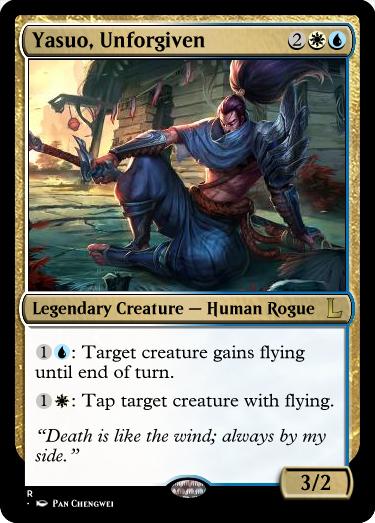 Yasuo, Unforgiven 2
Legendary Creature — Human Rogue L
1: Target creature gains flying
until end of turn.
1: Tap target creature with flying.
“Death is like the wind; always by my
side.”
3/2
R
· Pan Chengwei